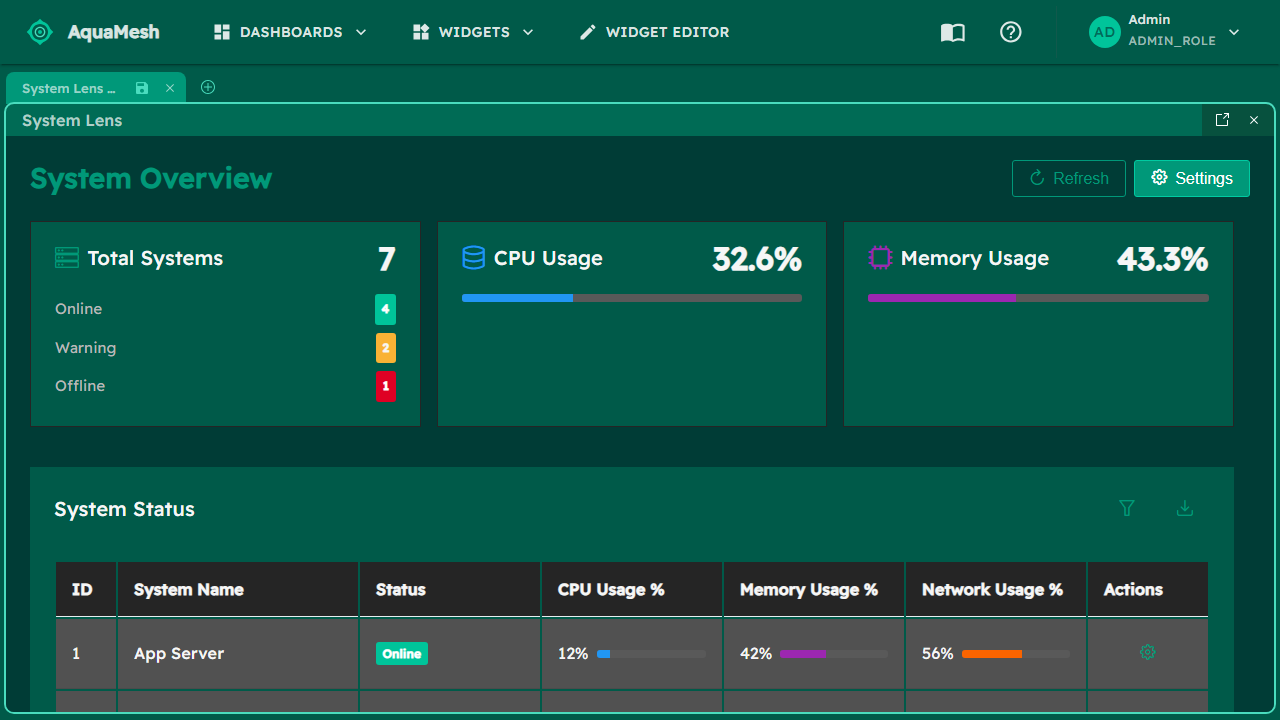 AquaMesh
DASHBOARDS
WIDGETS
WIDGET EDITOR
AD
Admin
ADMIN_ROLE
System Lens ...
System Lens
System Overview
Refresh
Settings
Total Systems
7
Online
4
Warning
2
Offline
1
CPU Usage
32.6%
Memory Usage
43.3%
System Status
ID System Name Status CPU Usage % Memory Usage % Network Usage % Actions
1 App Server Online 12% 42% 56%